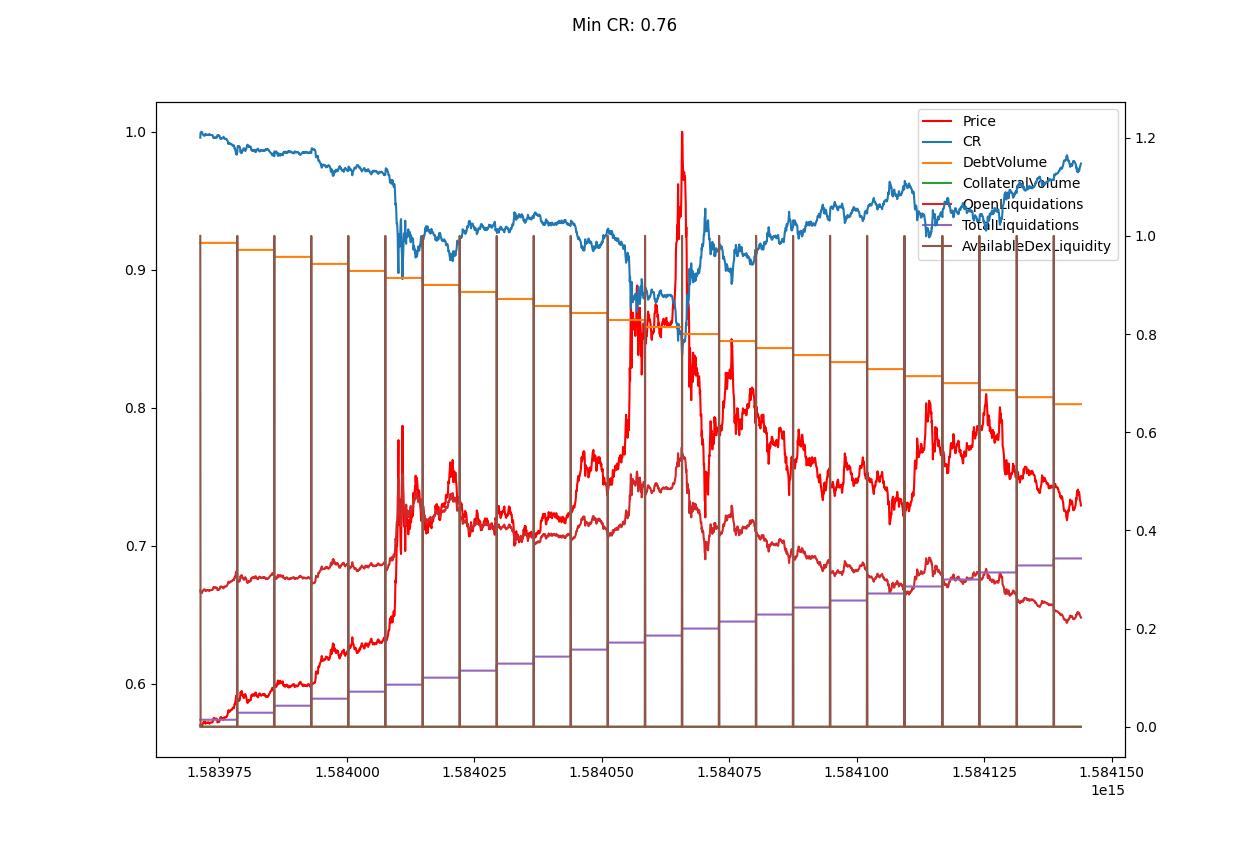 Min CR: 0.76
Price
CR
DebtVolume
CollateralVolume
OpenLiquidations
TotalLiquidations
AvailableDexLiquidity
1.0
0.9
0.8
0.7
0.6
1.2
1.0
0.8
0.6
0.4
0.2
0.0
1.583975 1.584000 1.584025 1.584050 1.584075 1.584100 1.584125 1.584150
1e15